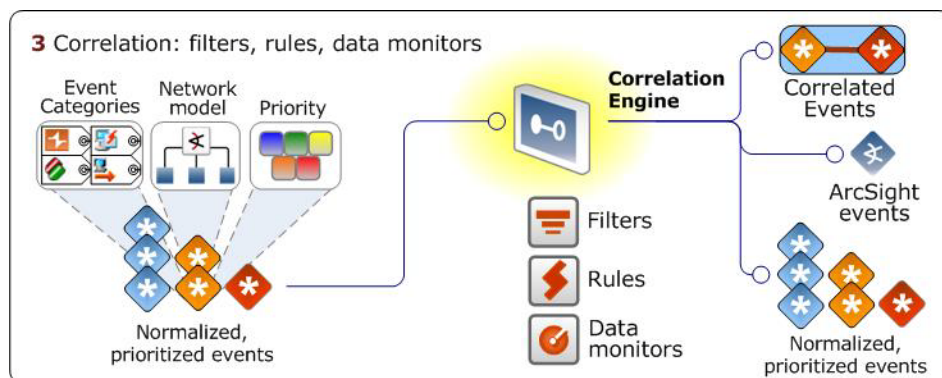 3 Correlation: filters, rules, data monitors
Event
Categories
Network
model
Priority
Normalized,
prioritized events
Correlation
Engine
Filters
Rules
Data
monitors
Correlated
Events
ArcSight
events
Normalized,
prioritized events